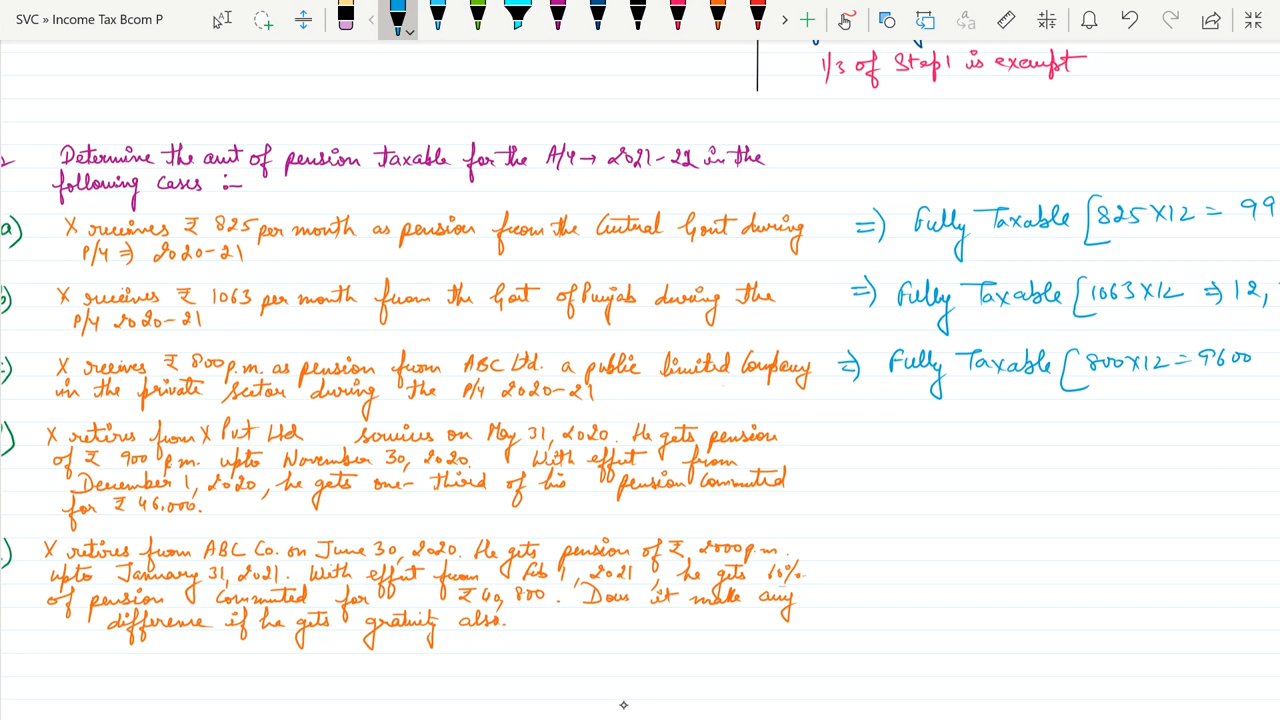 SVC » Income Tax Bcom P
1/3 of Step 1 is exempt
Determine the amt of pension taxable for the A/Y → 2021-22 in the
following cases :-
a) X receives ₹ 825 per month as pension from the Central Govt during => Fully Taxable [825X12 = 99
P/Y => 2020-21
X receives ₹ 1063 per month from the Govt of Punjab during the => Fully Taxable [1063X12 => 12,
P/Y 2020-21
X receives ₹ 800 p.m. as pension from ABC Ltd. a public limited Company => Fully Taxable [800X12 = 9600
in the private sector during the P/Y 2020-21
X retires from X Pvt Ltd services on May 31, 2020. He gets pension
of ₹ 900 p.m. upto November 30, 2020. With effect from
December 1, 2020, he gets one-third of his pension Commuted
for ₹ 46,000.
X retires from ABC Co. on June 30, 2020. He gets pension of ₹ 2000 p.m.
upto January 31, 2021. With effect from Feb 1, 2021, he gets
of pension Commuted for ₹ 40,800. Does it make any
difference if he gets gratuity also.